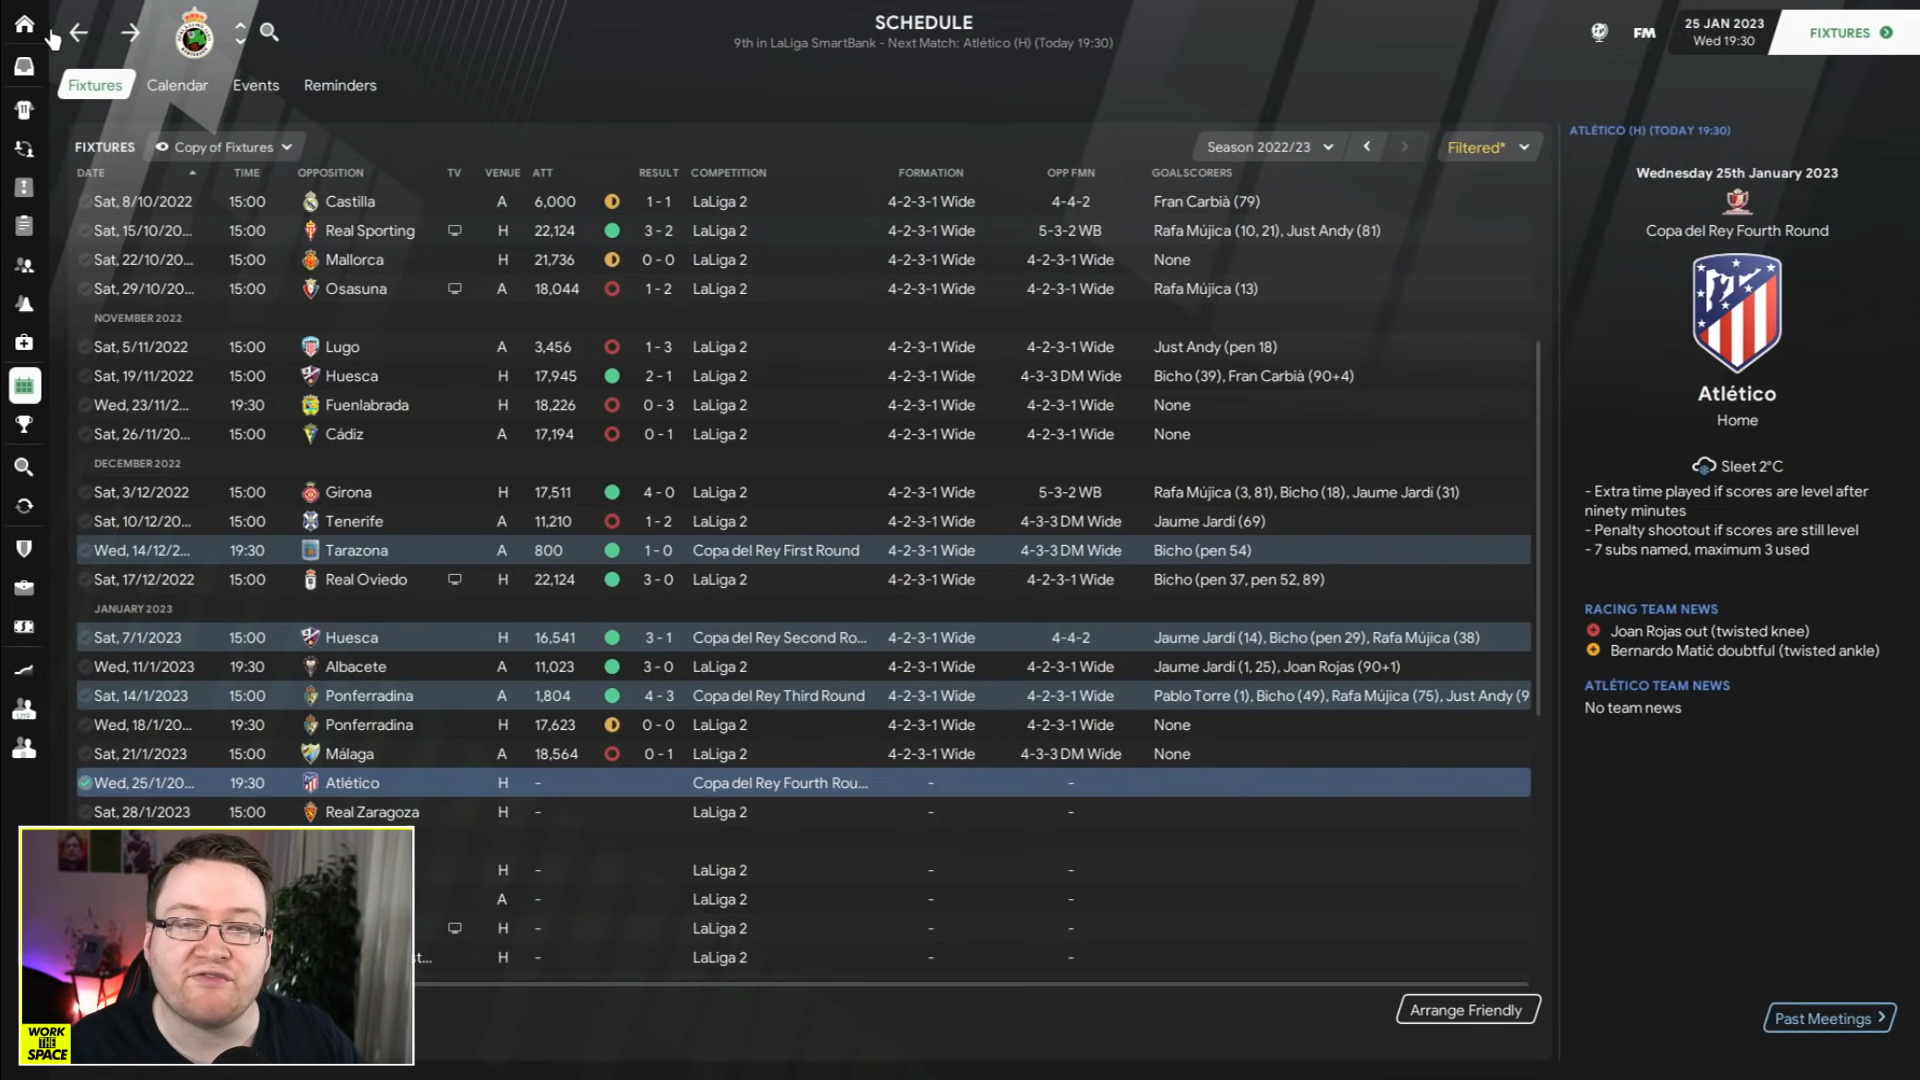 SCHEDULE
9th in LaLiga SmartBank - Next Match: Atlético (H) (Today 19:30)
FM
25 JAN 2023
Wed 19:30
FIXTURES
Fixtures Calendar Events Reminders
FIXTURES Copy of Fixtures Season 2022/23 Filtered*
DATE TIME OPPOSITION TV VENUE ATT RESULT COMPETITION FORMATION OPP FMN GOALSCORERS
Sat, 8/10/2022 15:00 Castilla A 6,000 1 - 1 LaLiga 2 4-2-3-1 Wide 4-4-2 Fran Carbià (79)
Sat, 15/10/20... 15:00 Real Sporting H 22,124 3 - 2 LaLiga 2 4-2-3-1 Wide 5-3-2 WB Rafa Mújica (10, 21), Just Andy (81)
Sat, 22/10/20... 15:00 Mallorca H 21,736 0 - 0 LaLiga 2 4-2-3-1 Wide 4-2-3-1 Wide None
Sat, 29/10/20... 15:00 Osasuna A 18,044 1 - 2 LaLiga 2 4-2-3-1 Wide 4-2-3-1 Wide Rafa Mújica (13)
NOVEMBER 2022
Sat, 5/11/2022 15:00 Lugo A 3,456 1 - 3 LaLiga 2 4-2-3-1 Wide 4-2-3-1 Wide Just Andy (pen 18)
Sat, 19/11/2022 15:00 Huesca H 17,945 2 - 1 LaLiga 2 4-2-3-1 Wide 4-3-3 DM Wide Bicho (39), Fran Carbià (90+4)
Wed, 23/11/2... 19:30 Fuenlabrada H 18,226 0 - 3 LaLiga 2 4-2-3-1 Wide 4-2-3-1 Wide None
Sat, 26/11/20... 15:00 Cádiz A 17,194 0 - 1 LaLiga 2 4-2-3-1 Wide 4-2-3-1 Wide None
DECEMBER 2022
Sat, 3/12/2022 15:00 Girona H 17,511 4 - 0 LaLiga 2 4-2-3-1 Wide 5-3-2 WB Rafa Mújica (3, 81), Bicho (18), Jaume Jardí (31)
Sat, 10/12/20... 15:00 Tenerife A 11,210 1 - 2 LaLiga 2 4-2-3-1 Wide 4-3-3 DM Wide Jaume Jardí (69)
Wed, 14/12/2... 19:30 Tarazona A 800 1 - 0 Copa del Rey First Round 4-2-3-1 Wide 4-3-3 DM Wide Bicho (pen 54)
Sat, 17/12/2022 15:00 Real Oviedo H 22,124 3 - 0 LaLiga 2 4-2-3-1 Wide 4-2-3-1 Wide Bicho (pen 37, pen 52, 89)
JANUARY 2023
Sat, 7/1/2023 15:00 Huesca H 16,541 3 - 1 Copa del Rey Second Ro... 4-2-3-1 Wide 4-4-2 Jaume Jardí (14), Bicho (pen 29), Rafa Mújica (38)
Wed, 11/1/2023 19:30 Albacete A 11,023 3 - 0 LaLiga 2 4-2-3-1 Wide 4-2-3-1 Wide Jaume Jardí (1, 25), Joan Rojas (90+1)
Sat, 14/1/2023 15:00 Ponferradina A 1,804 4 - 3 Copa del Rey Third Round 4-2-3-1 Wide 4-2-3-1 Wide Pablo Torre (1), Bicho (49), Rafa Mújica (75), Just Andy (9
Wed, 18/1/20... 19:30 Ponferradina H 17,623 0 - 0 LaLiga 2 4-2-3-1 Wide 4-2-3-1 Wide None
Sat, 21/1/2023 15:00 Málaga A 18,564 0 - 1 LaLiga 2 4-2-3-1 Wide 4-3-3 DM Wide None
Wed, 25/1/20... 19:30 Atlético H - Copa del Rey Fourth Rou... - -
Sat, 28/1/2023 15:00 Real Zaragoza H - LaLiga 2 - -
H - LaLiga 2 - -
A - LaLiga 2 - -
H - LaLiga 2 - -
st... H - LaLiga 2 - -
Arrange Friendly
ATLÉTICO (H) (TODAY 19:30)
Wednesday 25th January 2023
Copa del Rey Fourth Round
Atlético
Home
Sleet 2°C
- Extra time played if scores are level after
ninety minutes
- Penalty shootout if scores are still level
- 7 subs named, maximum 3 used
RACING TEAM NEWS
Joan Rojas out (twisted knee)
Bernardo Matić doubtful (twisted ankle)
ATLÉTICO TEAM NEWS
No team news
Past Meetings
WORK
THE
SPACE